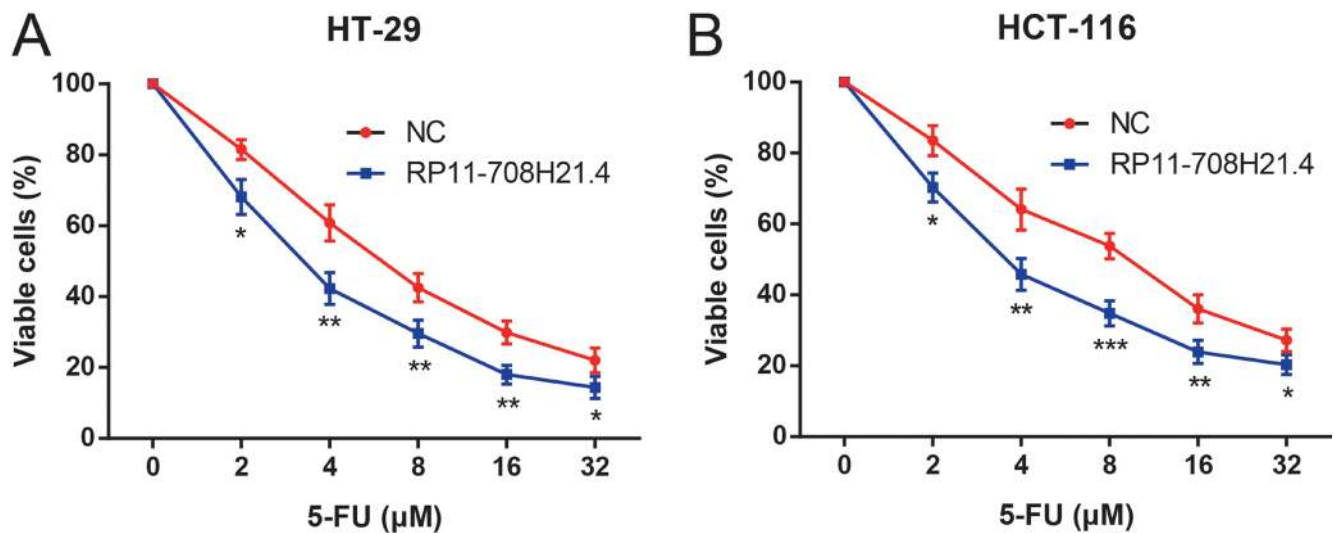 A
HT-29
100
80
60
40
20
0
Viable cells (%)
NC
RP11-708H21.4
*
**
**
**
*
0 2 4 8 16 32
5-FU (µM)
B
HCT-116
100
80
60
40
20
0
Viable cells (%)
NC
RP11-708H21.4
*
**
***
**
*
0 2 4 8 16 32
5-FU (µM)